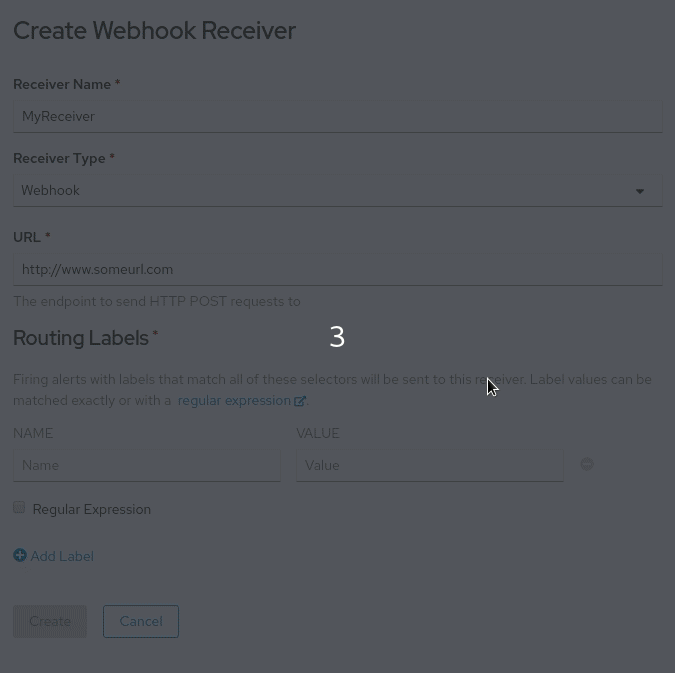 Create Webhook Receiver
Receiver Name *
MyReceiver
Receiver Type *
Webhook
URL *
http://www.someurl.com
The endpoint to send HTTP POST requests to
Routing Labels *
3
Firing alerts with labels that match all of these selectors will be sent to this receiver. Label values can be
matched exactly or with a regular expression.
NAME VALUE
Name Value
Regular Expression
Add Label
Create Cancel